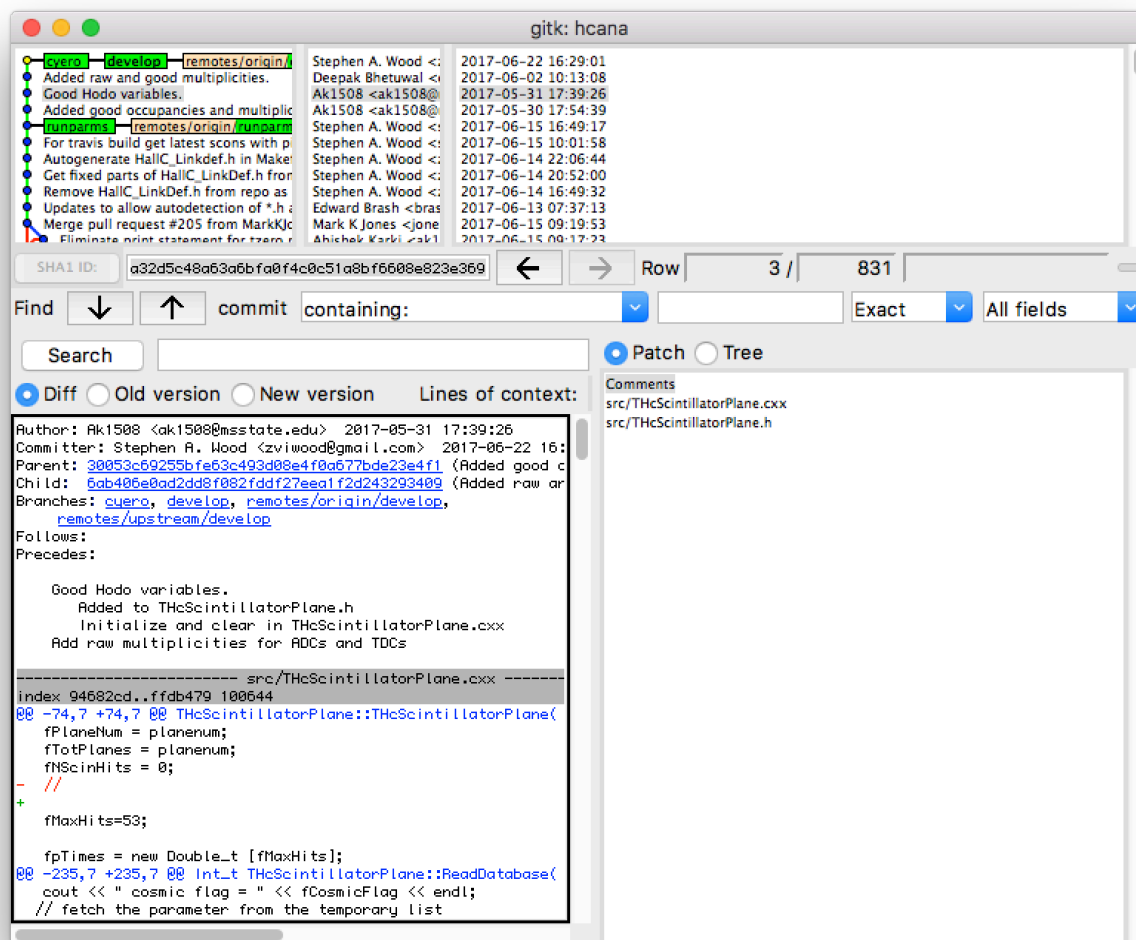 gitk: hcana
cyero develop remotes/origin/ Stephen A. Wood <z 2017-06-22 16:29:01
Added raw and good multiplicities. Deepak Bhetuwal < 2017-06-02 10:13:08
Good Hodo variables. Ak1508 <ak1508@ 2017-05-31 17:39:26
Added good occupancies and multiplic Ak1508 <ak1508@ 2017-05-30 17:54:39
runparms remotes/origin/runparm Stephen A. Wood < 2017-06-15 16:49:17
For travis build get latest scons with p Stephen A. Wood < 2017-06-15 10:01:58
Autogenerate HallC_Linkdef.h in Make Stephen A. Wood < 2017-06-14 22:06:44
Get fixed parts of HallC_LinkDef.h fron Stephen A. Wood < 2017-06-14 20:52:00
Remove HallC_LinkDef.h from repo as Stephen A. Wood < 2017-06-14 16:49:32
Updates to allow autodetection of *.h a Edward Brash <bras 2017-06-13 07:37:13
Merge pull request #205 from MarkKJo Mark K Jones <jone 2017-06-15 09:19:53
Eliminate print statement for tzero Abishek Karki <ak1 2017-06-15 09:17:23
SHA1 ID: a32d5c48a63a6bfa0f4c0c51a8bf6608e823e369 ← → Row 3 / 831
Find ↓ ↑ commit containing: Exact All fields
Search
Patch Tree
Diff Old version New version Lines of context:
Comments
src/THcScintillatorPlane.cxx
src/THcScintillatorPlane.h
Author: Ak1508 <ak1508@msstate.edu>  2017-05-31 17:39:26
Committer: Stephen A. Wood <zviwood@gmail.com>  2017-06-22 16:
Parent: 30053c69255bfe63c493d08e4f0a677bde23e4f1 (Added good c
Child:  6ab406e0ad2dd8f082fddf27eea1f2d243293409 (Added raw ar
Branches: cyero, develop, remotes/origin/develop,
remotes/upstream/develop
Follows:
Precedes:
Good Hodo variables.
Added to THcScintillatorPlane.h
Initialize and clear in THcScintillatorPlane.cxx
Add raw multiplicities for ADCs and TDCs
------------------------- src/THcScintillatorPlane.cxx -------
index 94682cd..ffdb479 100644
@@ -74,7 +74,7 @@ THcScintillatorPlane::THcScintillatorPlane(
fPlaneNum = planenum;
fTotPlanes = planenum;
fNScinHits = 0;
-  //
+
fMaxHits=53;
fpTimes = new Double_t [fMaxHits];
@@ -235,7 +235,7 @@ Int_t THcScintillatorPlane::ReadDatabase(
cout << " cosmic flag = " << fCosmicFlag << endl;
// fetch the parameter from the temporary list